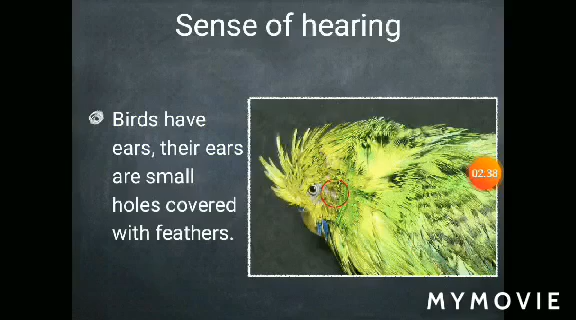 Sense of hearing
Birds have
ears, their ears
are small
holes covered
with feathers.
02.38
MYMOVIE